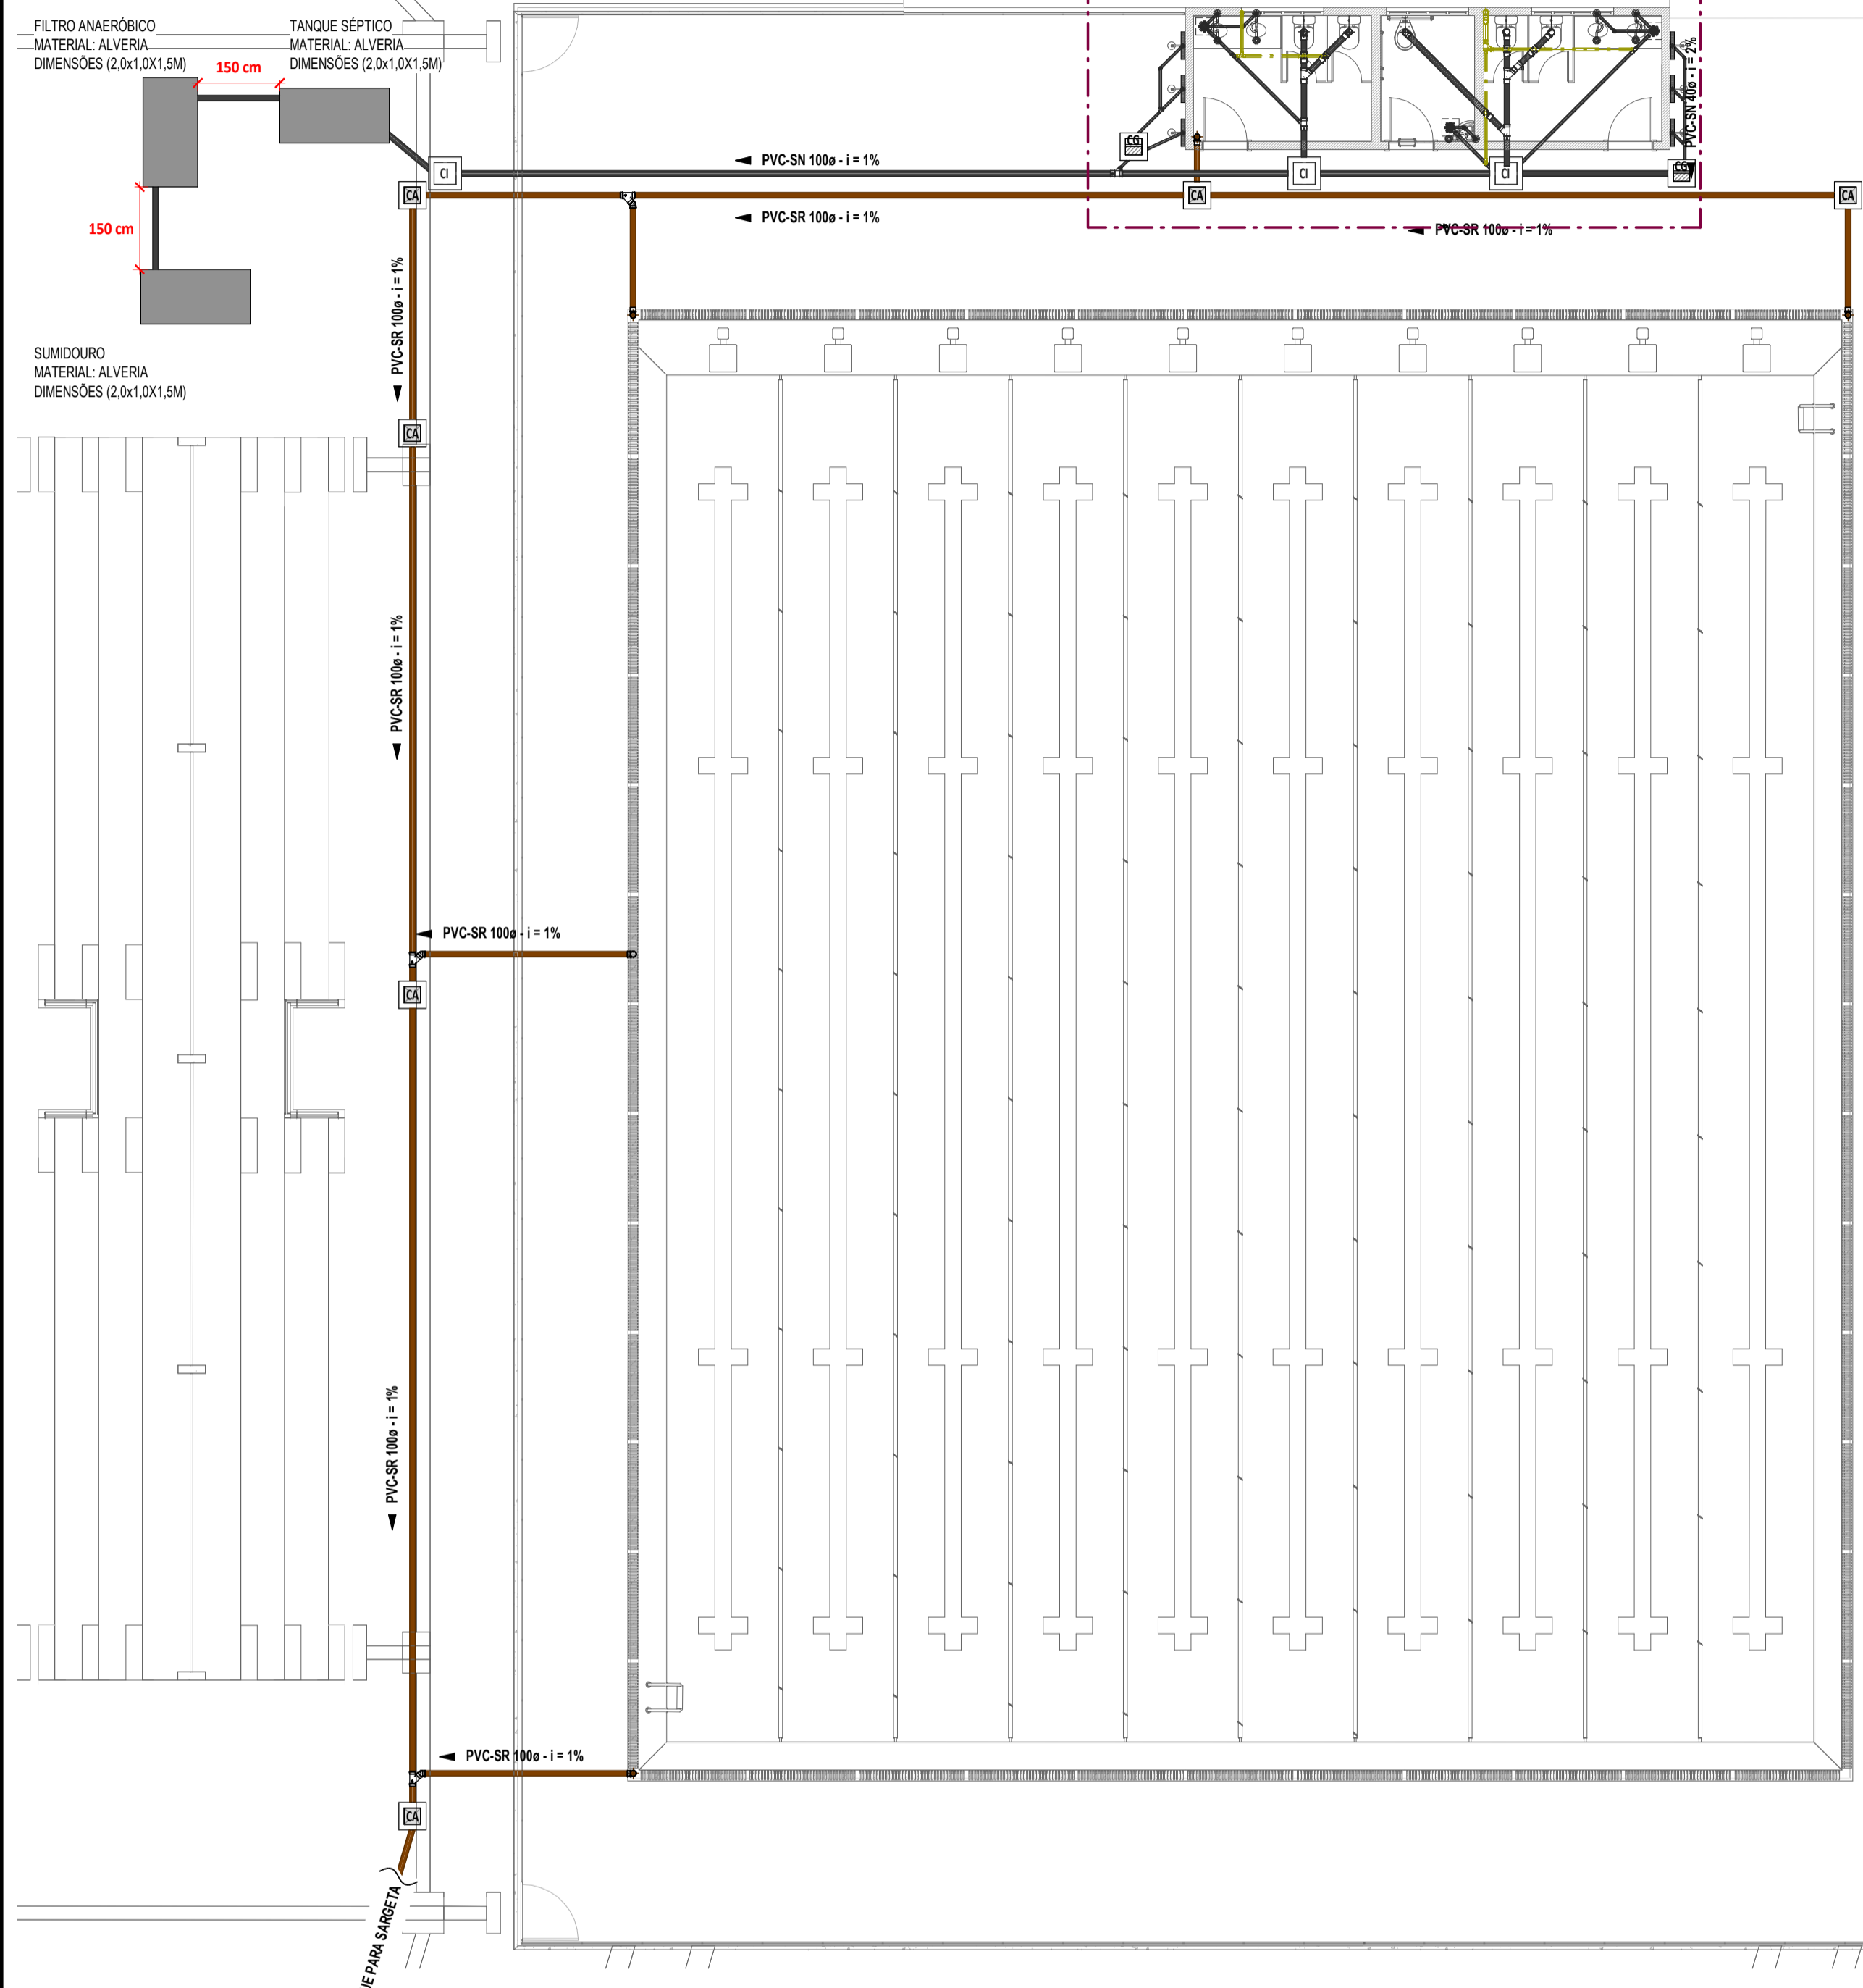 FILTRO ANAERÓBICO
MATERIAL: ALVERIA
DIMENSÕES (2,0x1,0X1,5M)
TANQUE SÉPTICO
MATERIAL: ALVERIA
DIMENSÕES (2,0x1,0X1,5M)
150 cm
150 cm
SUMIDOURO
MATERIAL: ALVERIA
DIMENSÕES (2,0x1,0X1,5M)
PVC-SN 40ø - i = 2%
CG
CG
PVC-SN 100ø - i = 1%
CI
CI
CI
CA
CA
CA
PVC-SR 100ø - i = 1%
PVC-SR 100ø - i = 1%
PVC-SR 100ø - i = 1%
CA
PVC-SR 100ø - i = 1%
PVC-SR 100ø - i = 1%
CA
PVC-SR 100ø - i = 1%
PVC-SR 100ø - i = 1%
CA
PARA SARGETA